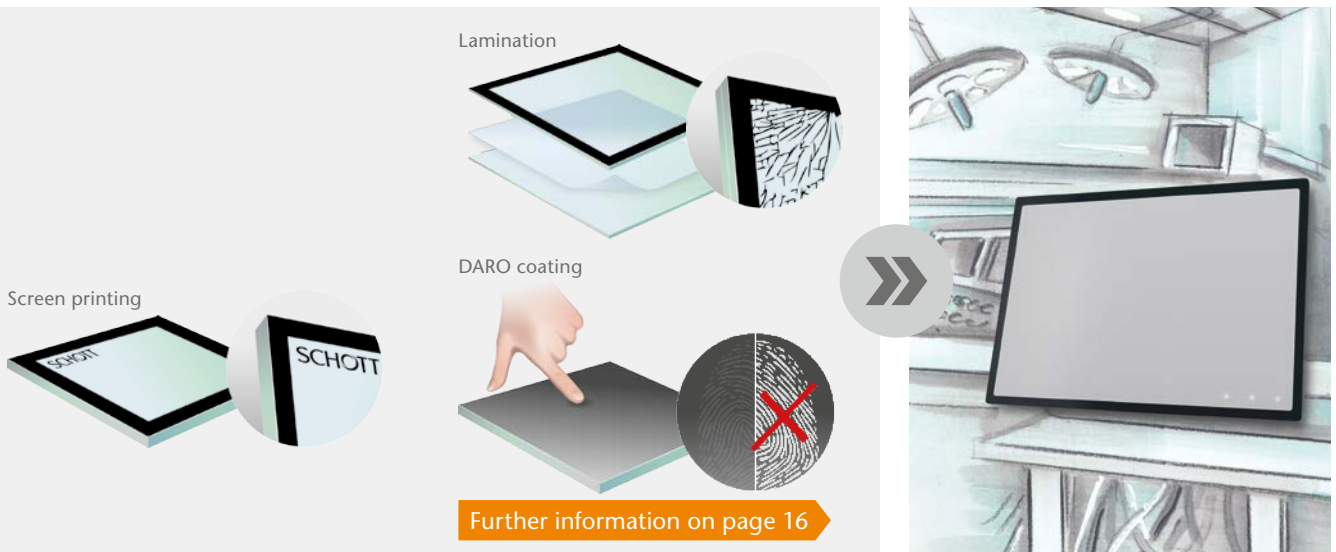 Lamination
DARO coating
Screen printing
SCHOTT
SCHOTT
Further information on page 16